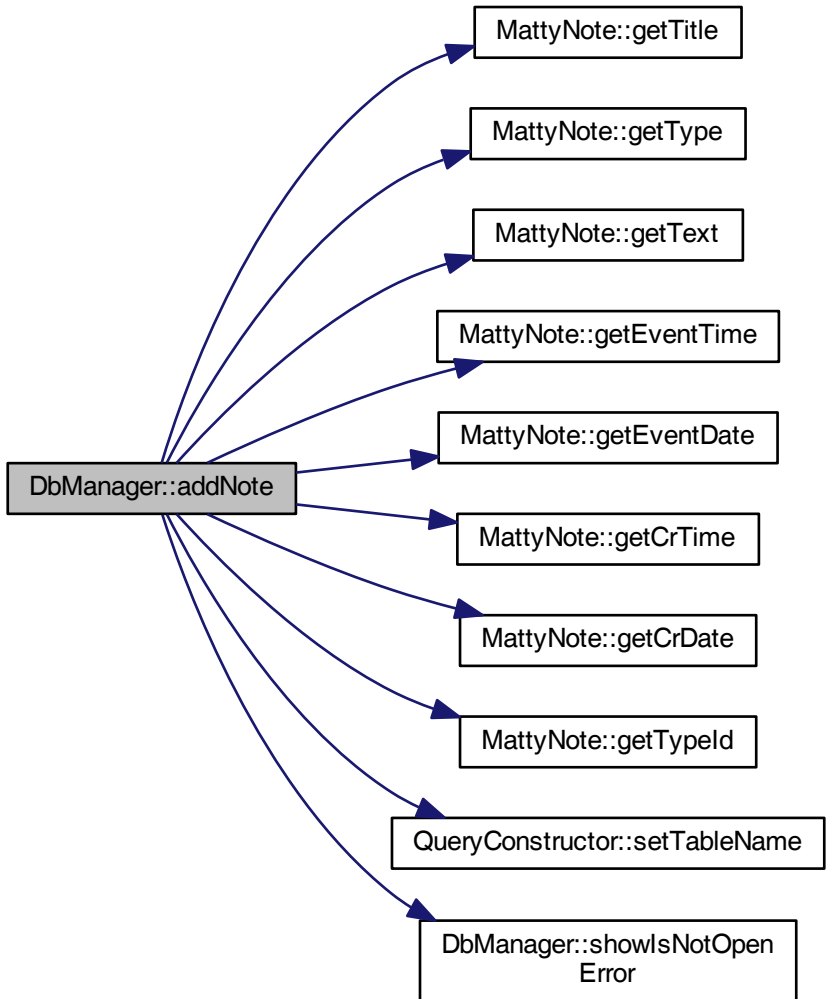 MattyNote::getTitle
MattyNote::getType
MattyNote::getText
MattyNote::getEventTime
MattyNote::getEventDate
DbManager::addNote
MattyNote::getCrTime
MattyNote::getCrDate
MattyNote::getTypeId
QueryConstructor::setTableName
DbManager::showIsNotOpen
Error